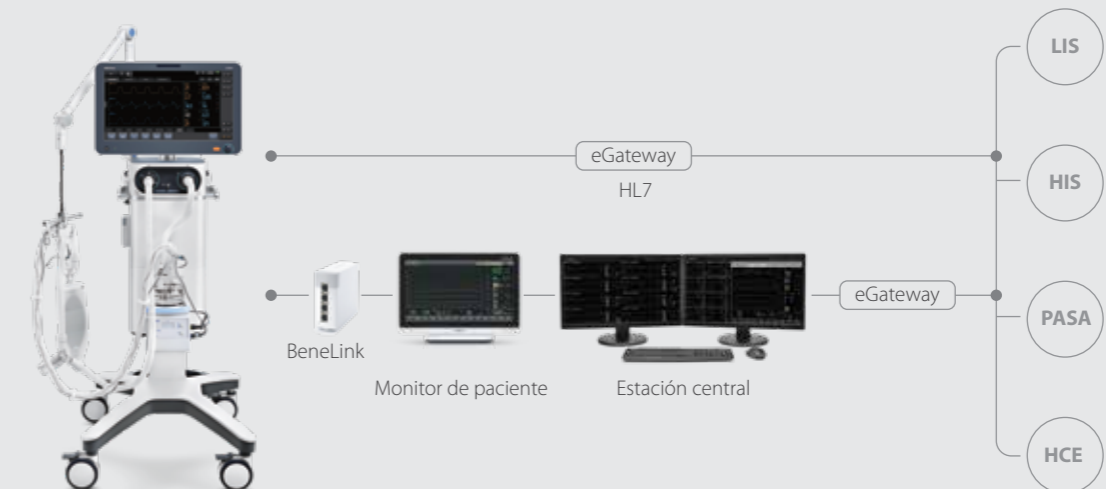 LIS
eGateway
HL7
HIS
eGateway
PASA
BeneLink
Monitor de paciente
Estación central
HCE